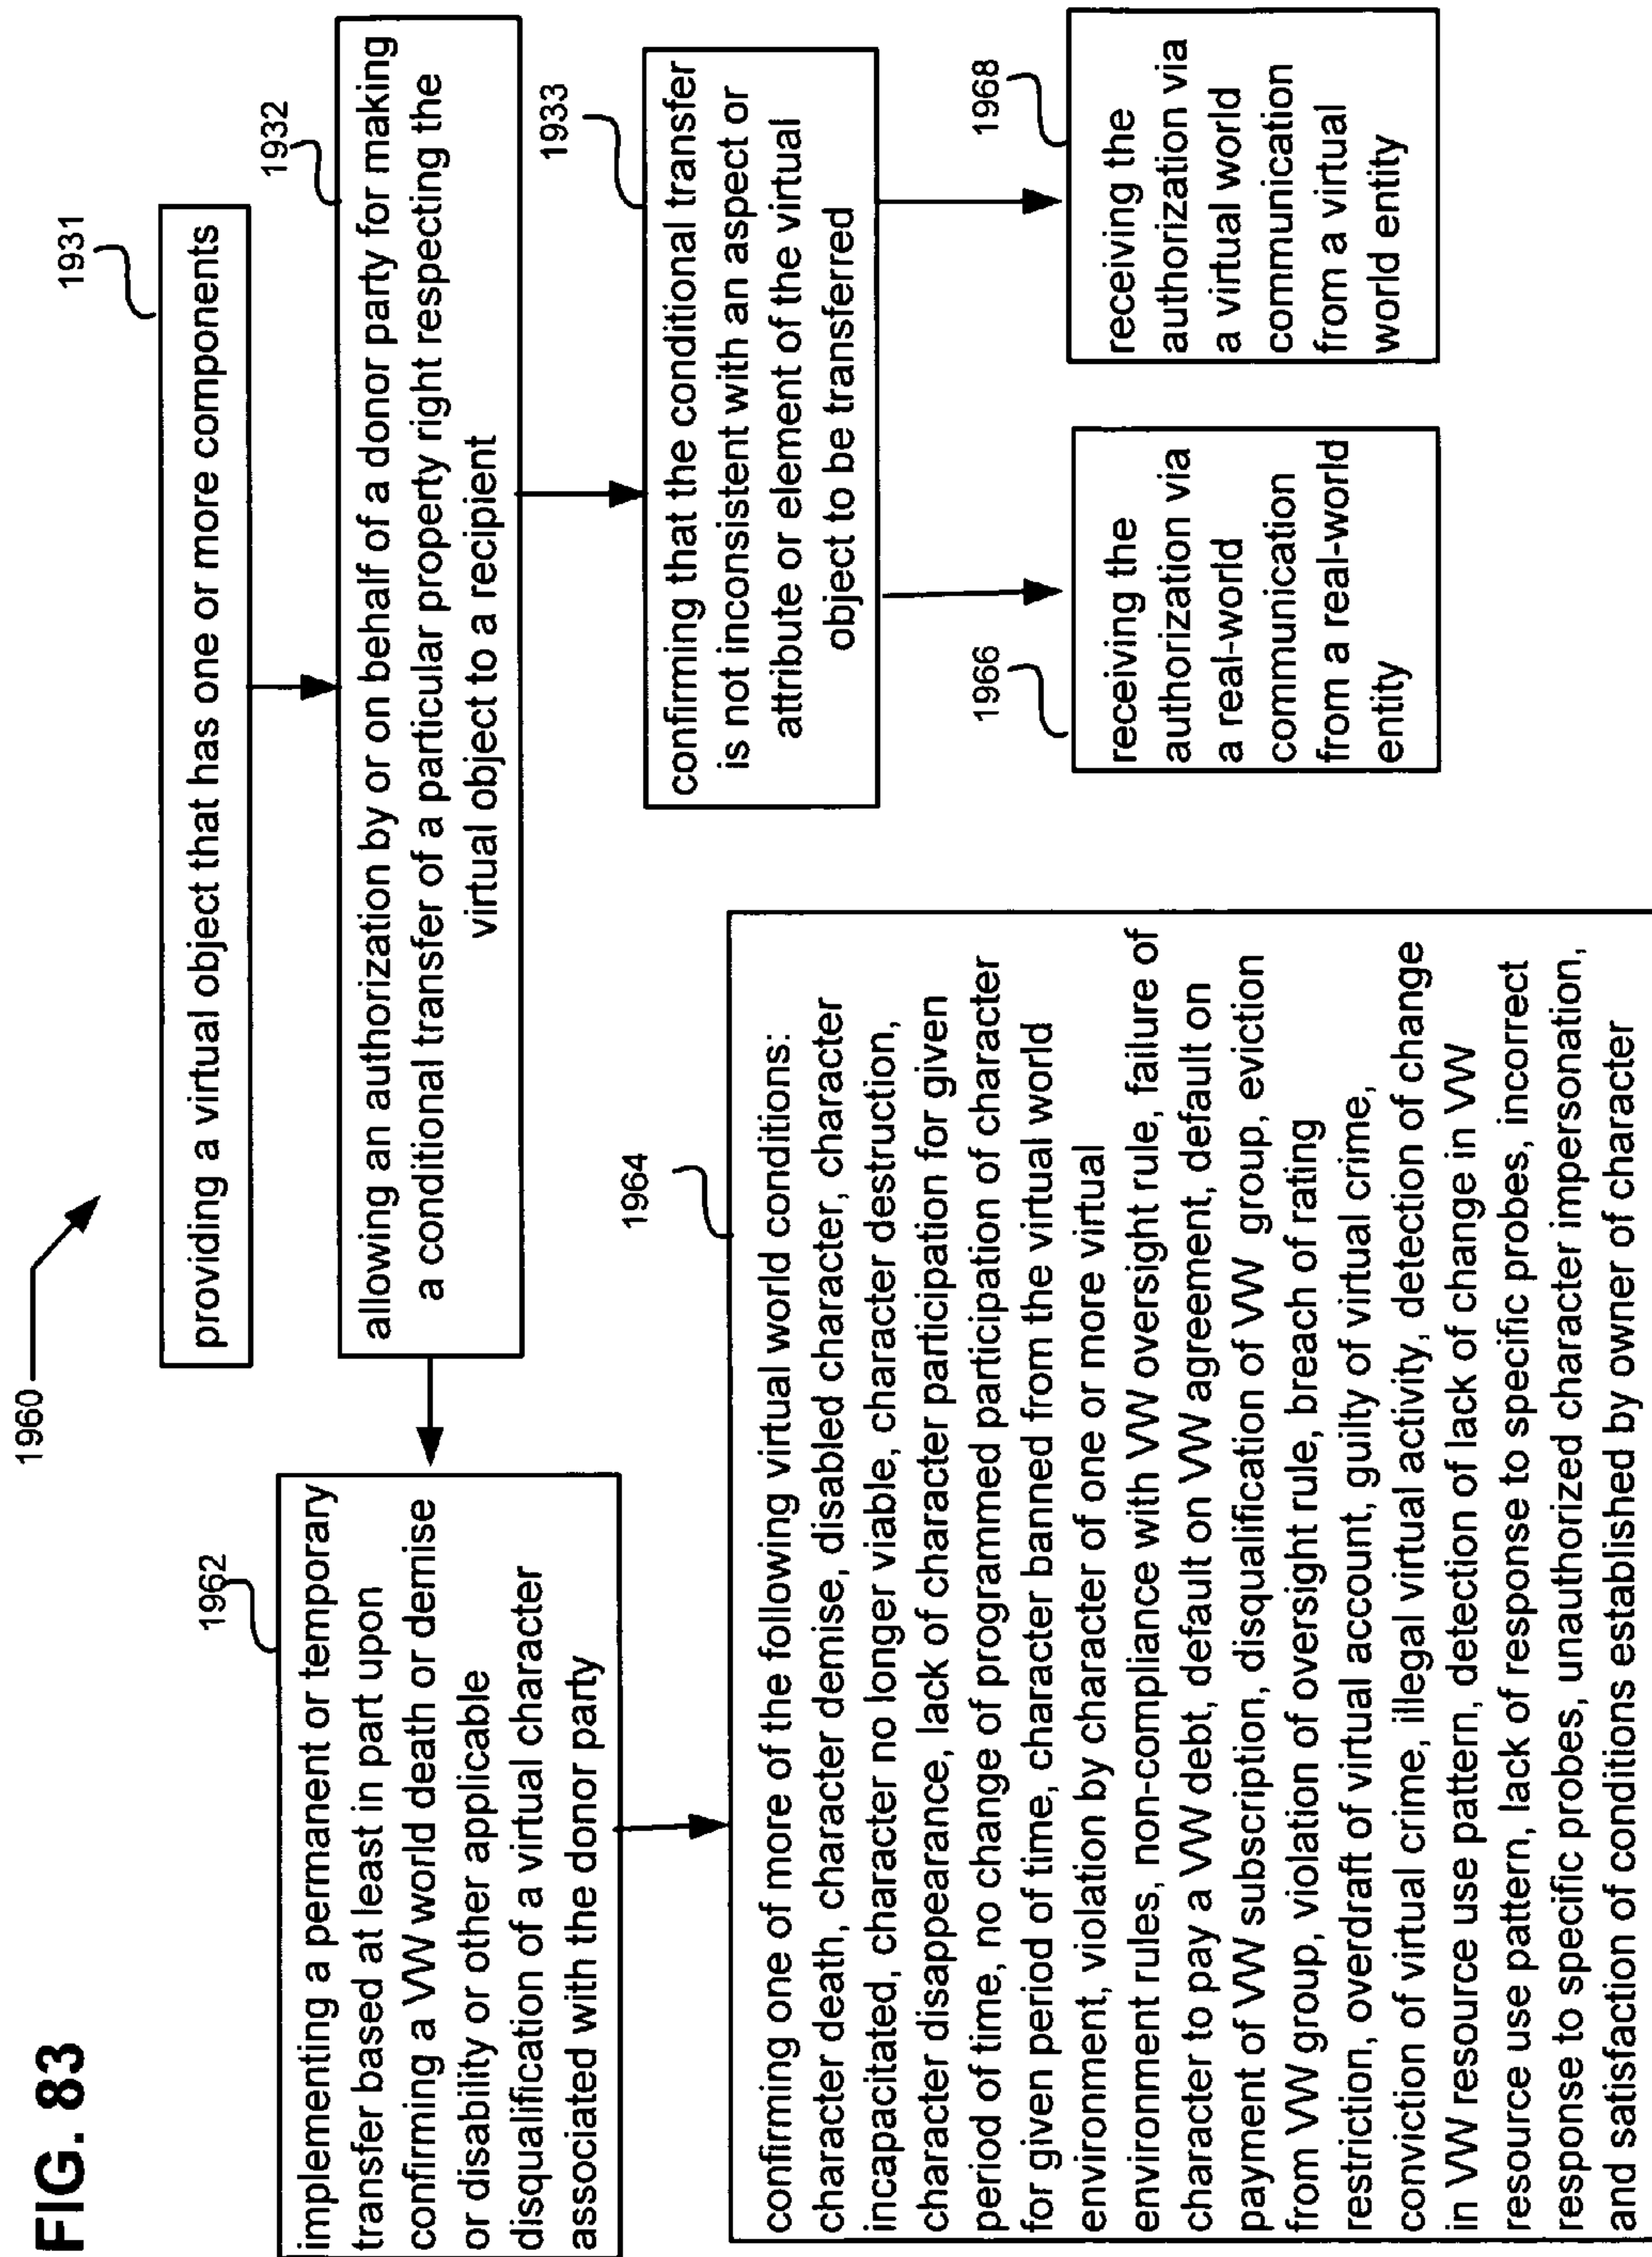 FIG. 83
1960
1931
providing a virtual object that has one or more components
1932
allowing an authorization by or on behalf of a donor party for making
a conditional transfer of a particular property right respecting the
virtual object to a recipient
1962
implementing a permanent or temporary
transfer based at least in part upon
confirming a VW world death or demise
or disability or other applicable
disqualification of a virtual character
associated with the donor party
1933
confirming that the conditional transfer
is not inconsistent with an aspect or
attribute or element of the virtual
object to be transferred
1964
confirming one of more of the following virtual world conditions:
character death, character demise, disabled character, character
incapacitated, character no longer viable, character destruction,
character disappearance, lack of character participation for given
period of time, no change of programmed participation of character
for given period of time, character banned from the virtual world
environment, violation by character of one or more virtual
environment rules, non-compliance with VW oversight rule, failure of
character to pay a VW debt, default on VW agreement, default on
payment of VW subscription, disqualification of VW group, eviction
from VW group, violation of oversight rule, breach of rating
restriction, overdraft of virtual account, guilty of virtual crime,
conviction of virtual crime, illegal virtual activity, detection of change
in VW resource use pattern, detection of lack of change in VW
resource use pattern, lack of response to specific probes, incorrect
response to specific probes, unauthorized character impersonation,
and satisfaction of conditions established by owner of character
1966
receiving the
authorization via
a real-world
communication
from a real-world
entity
1968
receiving the
authorization via
a virtual world
communication
from a virtual
world entity